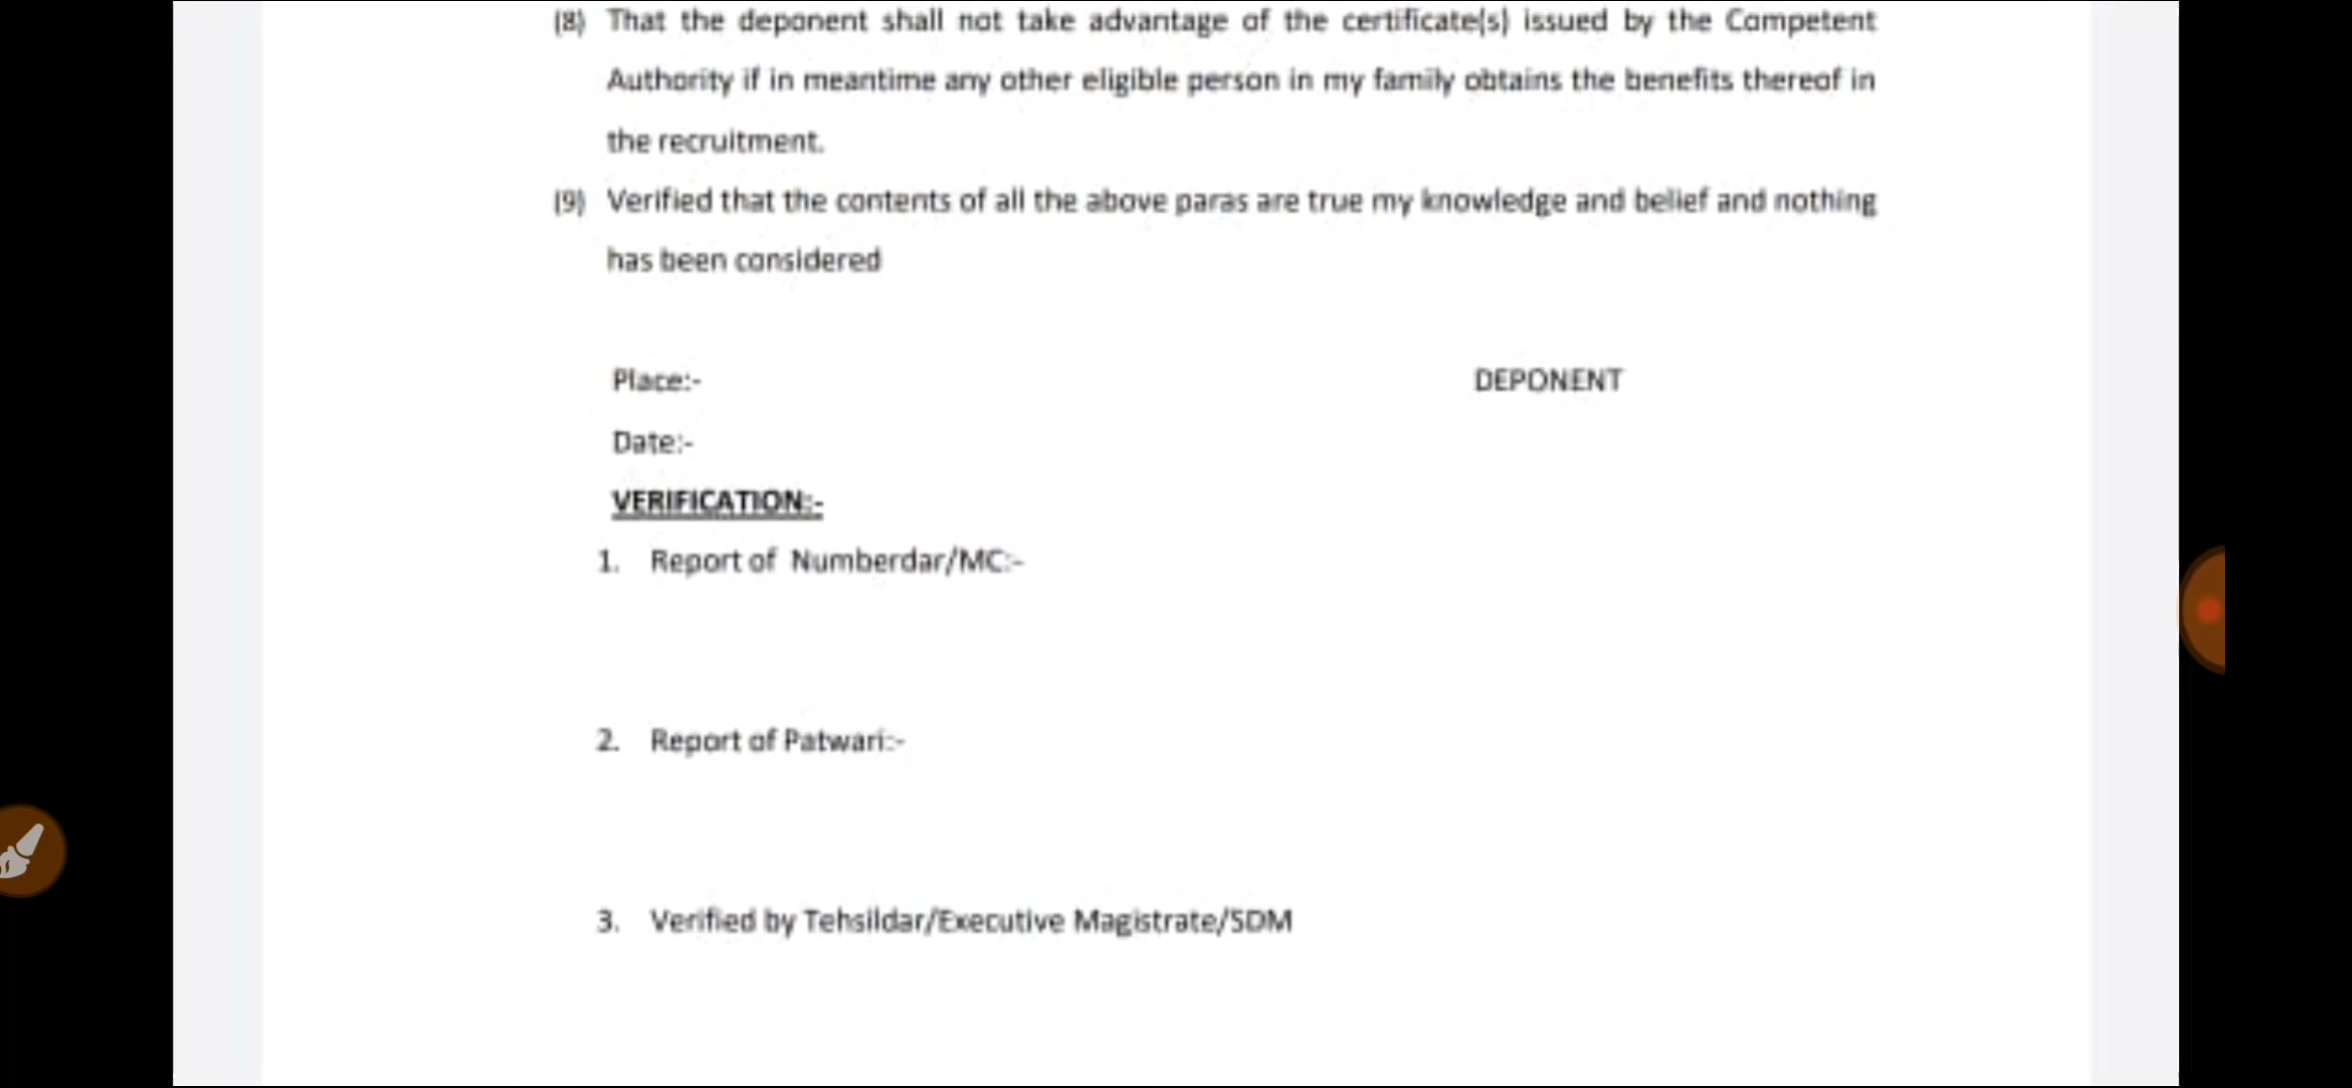 (8) That the deponent shall not take advantage of the certificate(s) issued by the Competent
Authority if in meantime any other eligible person in my family obtains the benefits thereof in
the recruitment.
(9) Verified that the contents of all the above paras are true my knowledge and belief and nothing
has been considered
Place:- DEPONENT
Date:-
VERIFICATION:-
1. Report of Numberdar/MC:-
2. Report of Patwari:-
3. Verified by Tehsildar/Executive Magistrate/SDM